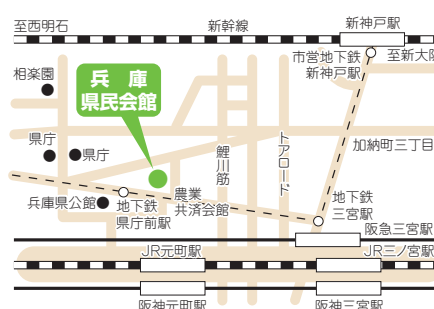 至西明石
新幹線
新神戸駅
市営地下鉄
新神戸駅
至新大阪
相楽園
兵庫
県民会館
県庁
県庁
鯉川筋
トアロード
加納町三丁目
兵庫県公館
地下鉄
県庁前駅
農業
共済会館
地下鉄
三宮駅
阪急三宮駅
JR元町駅
JR三ノ宮駅
阪神元町駅
阪神三宮駅